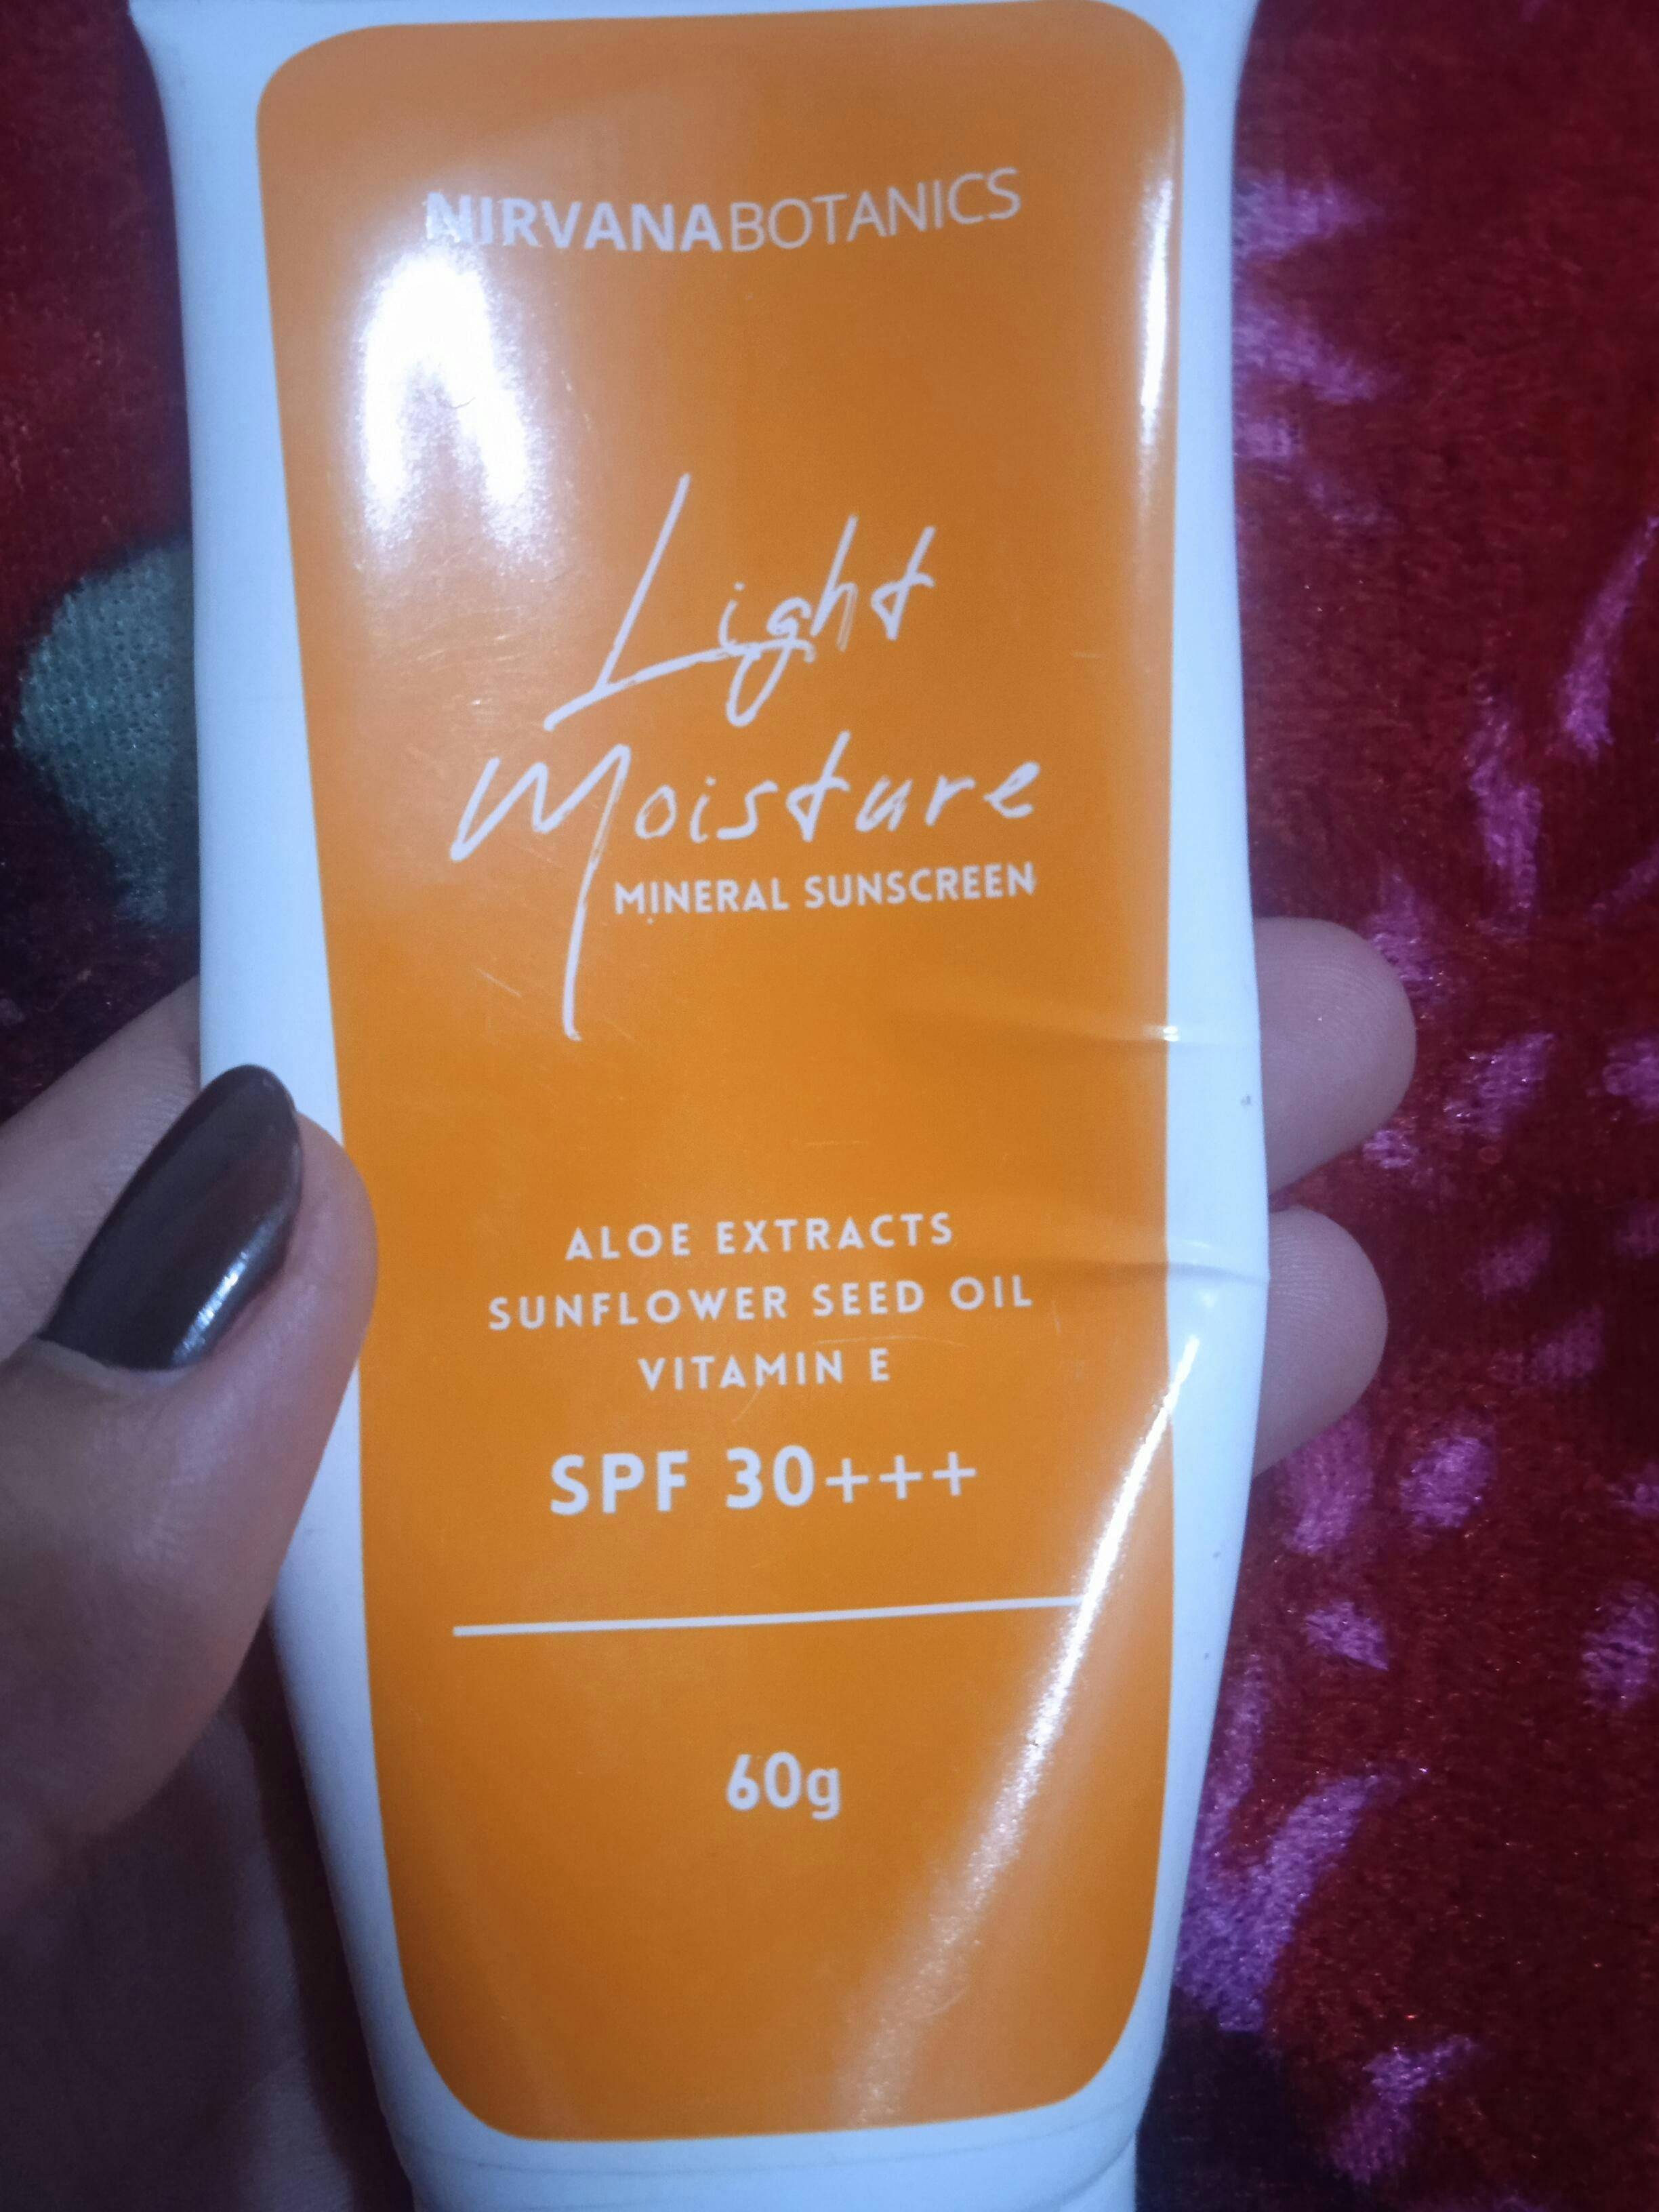 NIRVANABOTANICS
Light
Moisture
MINERAL SUNSCREEN
ALOE EXTRACTS
SUNFLOWER SEED OIL
VITAMIN E
SPF 30+++
60g